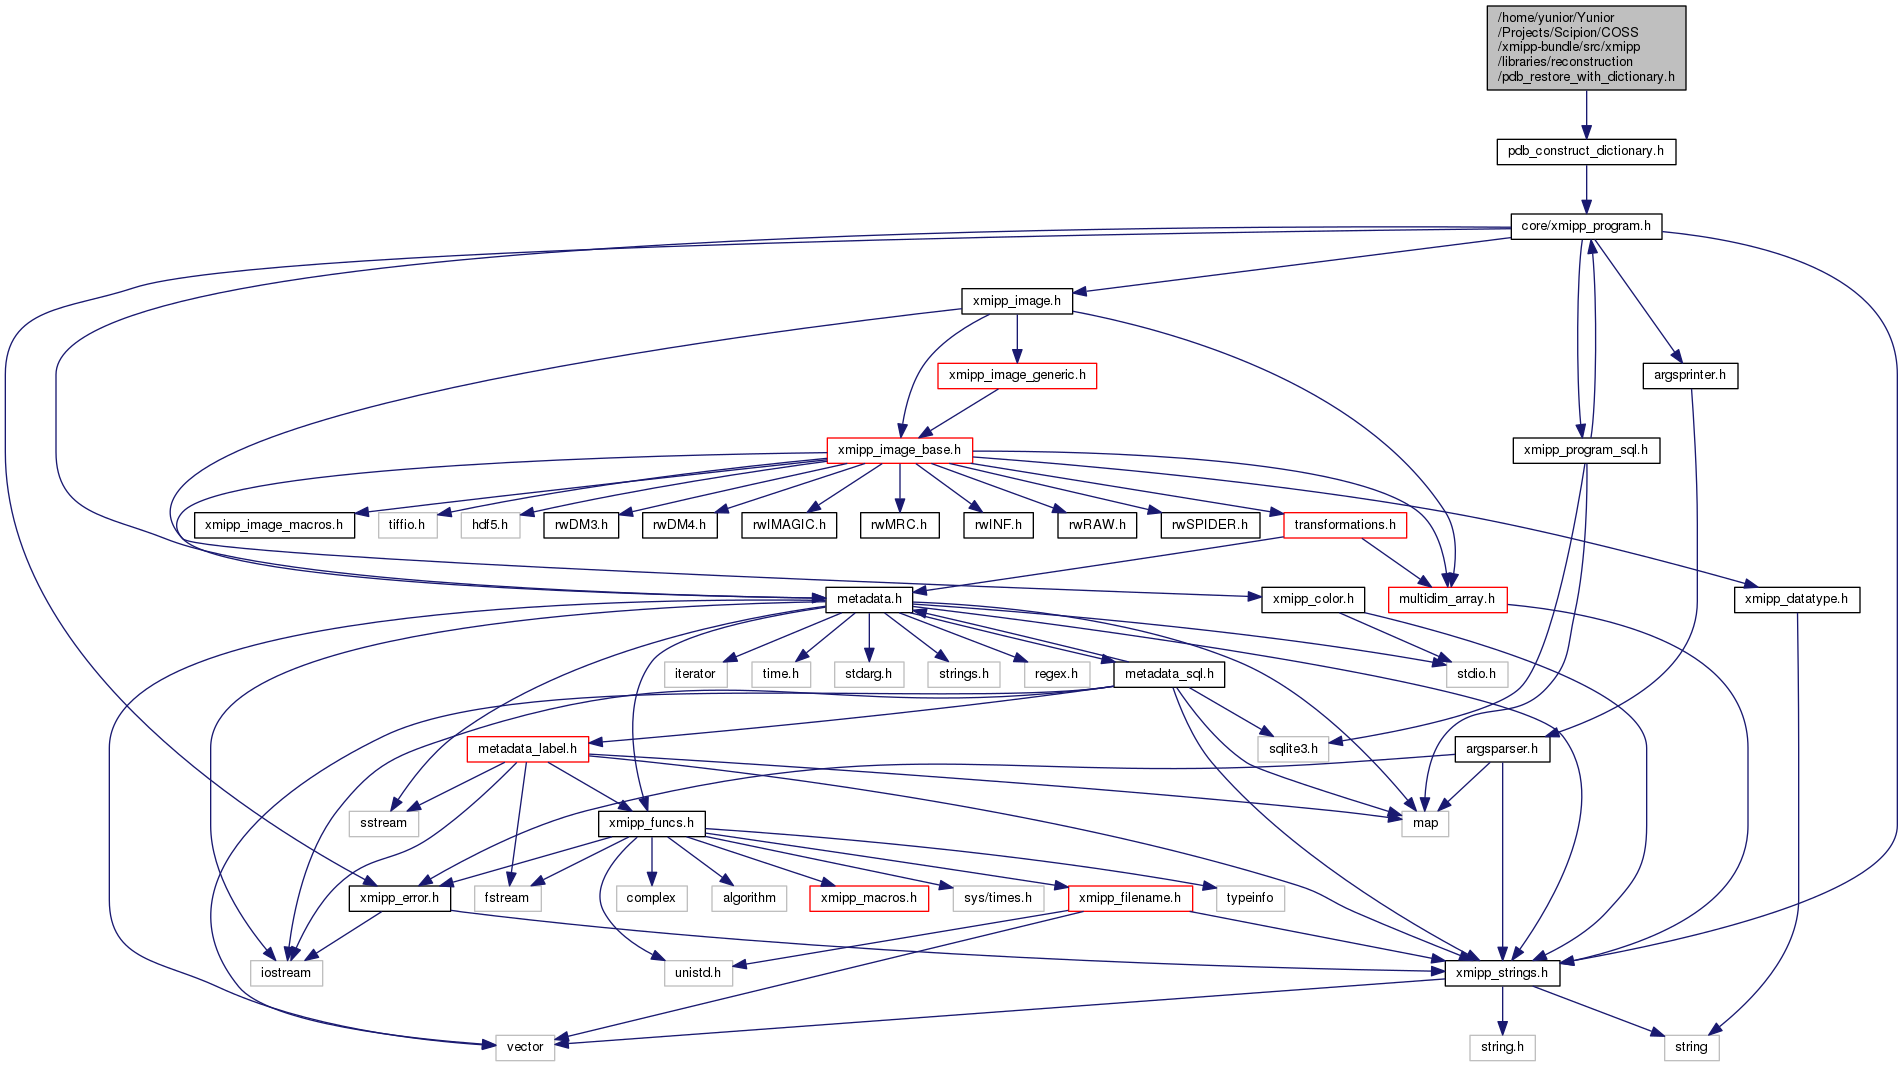 /home/yunior/Yunior
/Projects/Scipion/COSS
/xmipp-bundle/src/xmipp
/libraries/reconstruction
/pdb_restore_with_dictionary.h
pdb_construct_dictionary.h
core/xmipp_program.h
xmipp_image.h
xmipp_image_generic.h
argsprinter.h
xmipp_image_base.h
xmipp_program_sql.h
xmipp_image_macros.h
tiffio.h
hdf5.h
rwDM3.h
rwDM4.h
rwIMAGIC.h
rwMRC.h
rwINF.h
rwRAW.h
rwSPIDER.h
transformations.h
metadata.h
xmipp_color.h
multidim_array.h
xmipp_datatype.h
iterator
time.h
stdarg.h
strings.h
regex.h
metadata_sql.h
stdio.h
metadata_label.h
sqlite3.h
argsparser.h
sstream
xmipp_funcs.h
map
xmipp_error.h
fstream
complex
algorithm
xmipp_macros.h
sys/times.h
xmipp_filename.h
typeinfo
iostream
unistd.h
xmipp_strings.h
vector
string.h
string